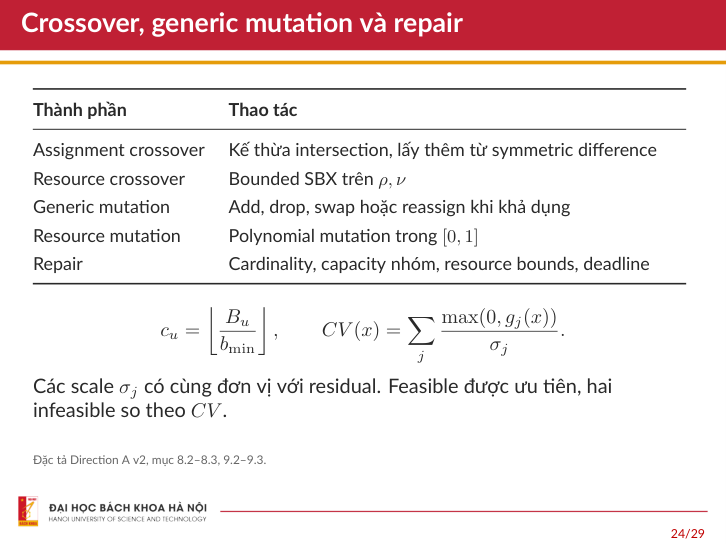 Crossover, generic mutation và repair
Thành phần Thao tác
Assignment crossover Kế thừa intersection, lấy thêm từ symmetric difference
Resource crossover Bounded SBX trên ρ, ν
Generic mutation Add, drop, swap hoặc reassign khi khả dụng
Resource mutation Polynomial mutation trong [0, 1]
Repair Cardinality, capacity nhóm, resource bounds, deadline
c_u = ⌊ B_u / b_min ⌋ , CV(x) = ∑_j max(0, g_j(x)) / σ_j .
Các scale σ_j có cùng đơn vị với residual. Feasible được ưu tiên, hai
infeasible so theo CV.
Đặc tả Direction A v2, mục 8.2–8.3, 9.2–9.3.
ĐẠI HỌC BÁCH KHOA HÀ NỘI
HANOI UNIVERSITY OF SCIENCE AND TECHNOLOGY
24/29